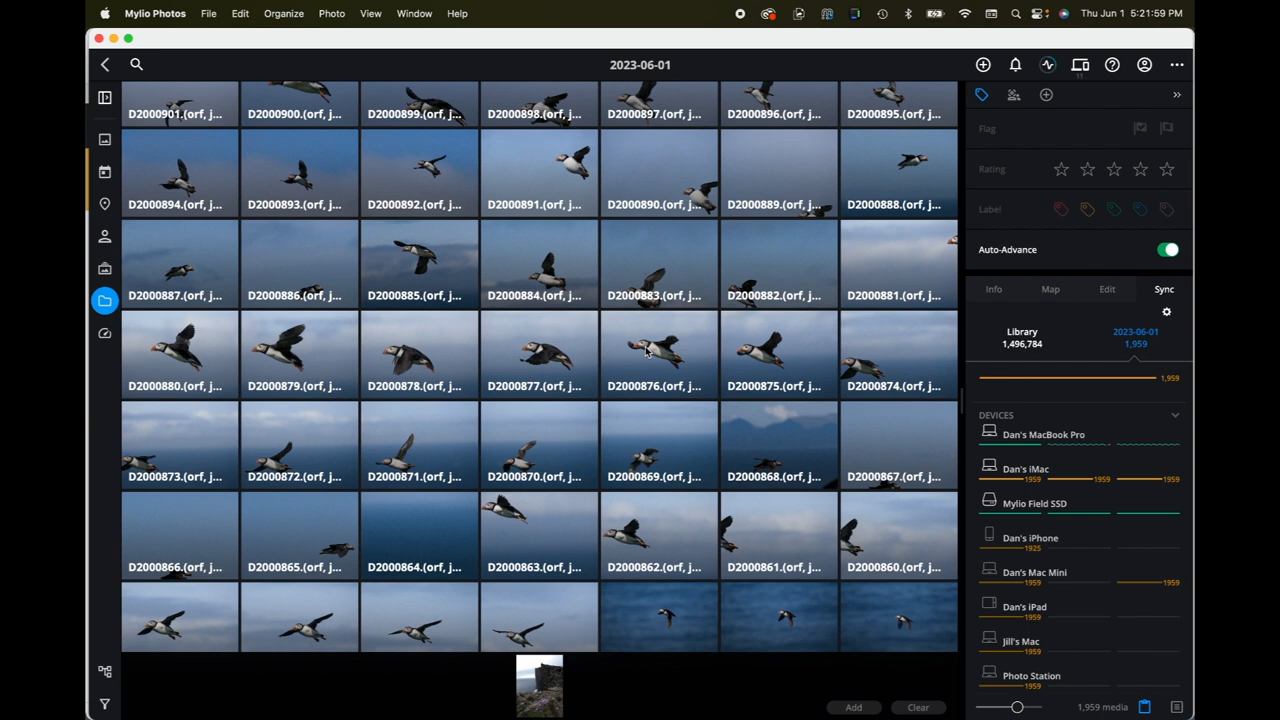 Mylio Photos File Edit Organize Photo View Window Help Thu Jun 1 5:21:59 PM
2023-06-01
11
D2000901.(orf, j... D2000900.(orf, j... D2000899.(orf, j... D2000898.(orf, j... D2000897.(orf, j... D2000896.(orf, j... D2000895.(orf, j...
D2000894.(orf, j... D2000893.(orf, j... D2000892.(orf, j... D2000891.(orf, j... D2000890.(orf, j... D2000889.(orf, j... D2000888.(orf, j...
D2000887.(orf, j... D2000886.(orf, j... D2000885.(orf, j... D2000884.(orf, j... D2000883.(orf, j... D2000882.(orf, j... D2000881.(orf, j...
D2000880.(orf, j... D2000879.(orf, j... D2000878.(orf, j... D2000877.(orf, j... D2000876.(orf, j... D2000875.(orf, j... D2000874.(orf, j...
D2000873.(orf, j... D2000872.(orf, j... D2000871.(orf, j... D2000870.(orf, j... D2000869.(orf, j... D2000868.(orf, j... D2000867.(orf, j...
D2000866.(orf, j... D2000865.(orf, j... D2000864.(orf, j... D2000863.(orf, j... D2000862.(orf, j... D2000861.(orf, j... D2000860.(orf, j...
Flag
Rating
Label
Auto-Advance
Info Map Edit Sync
Library 2023-06-01
1,496,784 1,959
1,959
DEVICES
Dan's MacBook Pro
Dan's iMac
1959 1959 1959
Mylio Field SSD
Dan's iPhone
1925
Dan's Mac Mini
1959 1959
Dan's iPad
1959
Jill's Mac
1959
Photo Station
1959
Add Clear 1,959 media